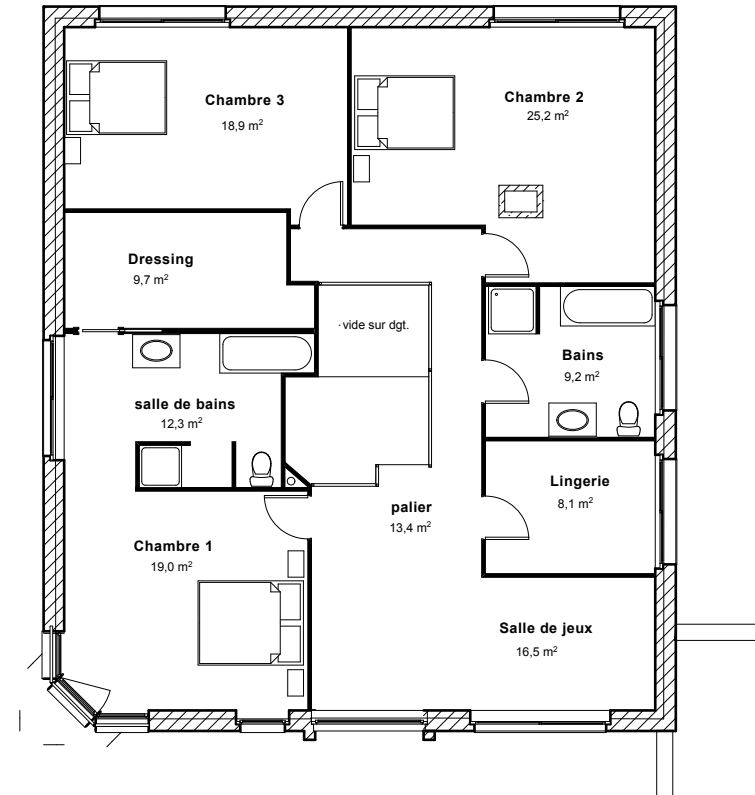 Chambre 3
18,9 m²
Chambre 2
25,2 m²
Dressing
9,7 m²
vide sur dgt.
Bains
9,2 m²
salle de bains
12,3 m²
Lingerie
8,1 m²
palier
13,4 m²
Chambre 1
19,0 m²
Salle de jeux
16,5 m²